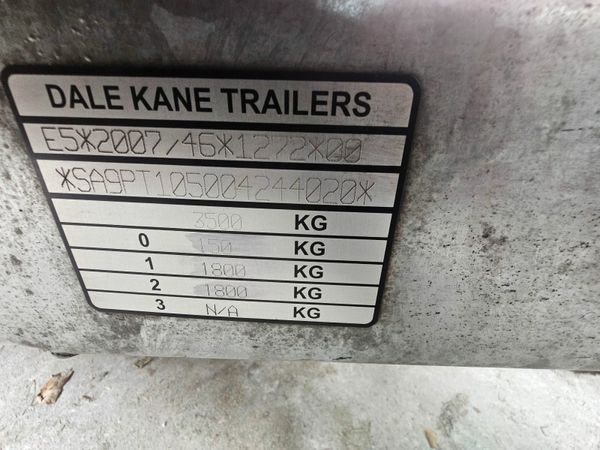 DALE KANE TRAILERS
E5*2007/46*1272*00
*SA9PT105004244020*
3500 KG
0 150 KG
1 1800 KG
2 1800 KG
3 N/A KG